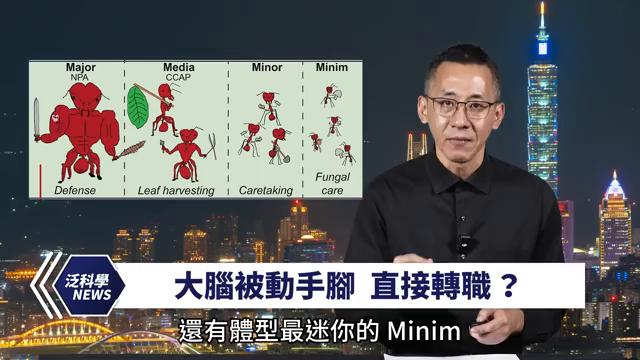 Major
NPA
Media
CCAP
Minor
Minim
Defense
Leaf harvesting
Caretaking
Fungal
care
泛科學
NEWS
大腦被動手腳 直接轉職？
還有體型最迷你的 Minim